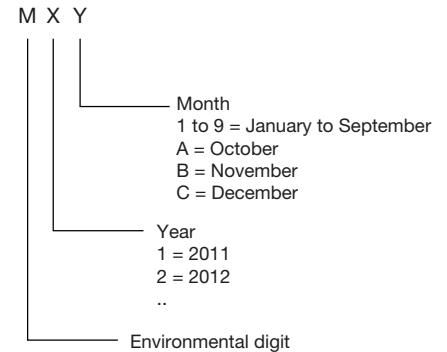 M X Y
Month
1 to 9 = January to September
A = October
B = November
C = December
Year
1 = 2011
2 = 2012
..
Environmental digit